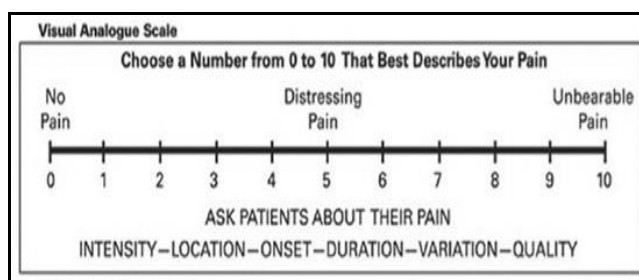 Visual Analogue Scale
Choose a Number from 0 to 10 That Best Describes Your Pain
No Pain
Distressing Pain
Unbearable Pain
0 1 2 3 4 5 6 7 8 9 10
ASK PATIENTS ABOUT THEIR PAIN
INTENSITY–LOCATION–ONSET–DURATION–VARIATION–QUALITY